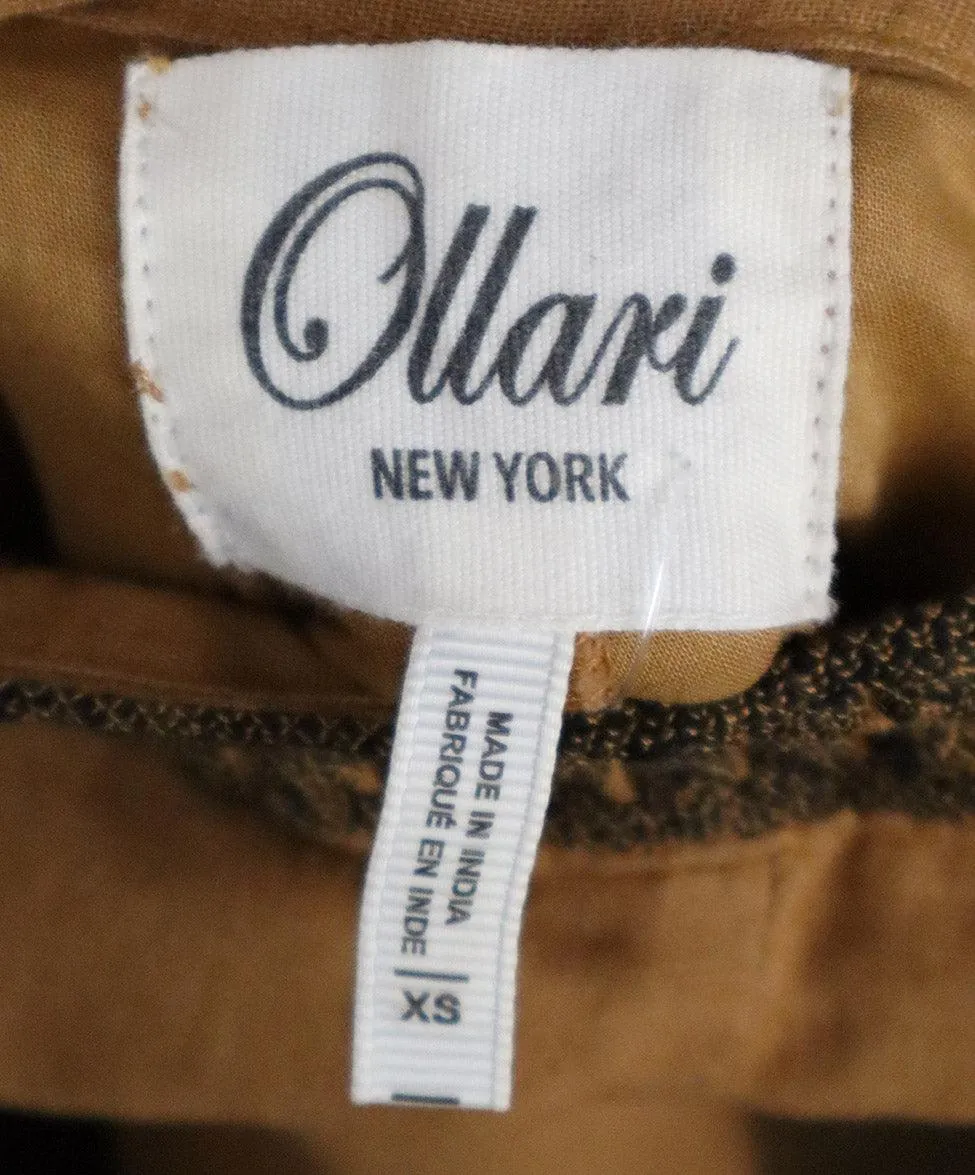 Ollari
NEW YORK
MADE IN INDIA
FABRIQUÉ EN INDE
XS